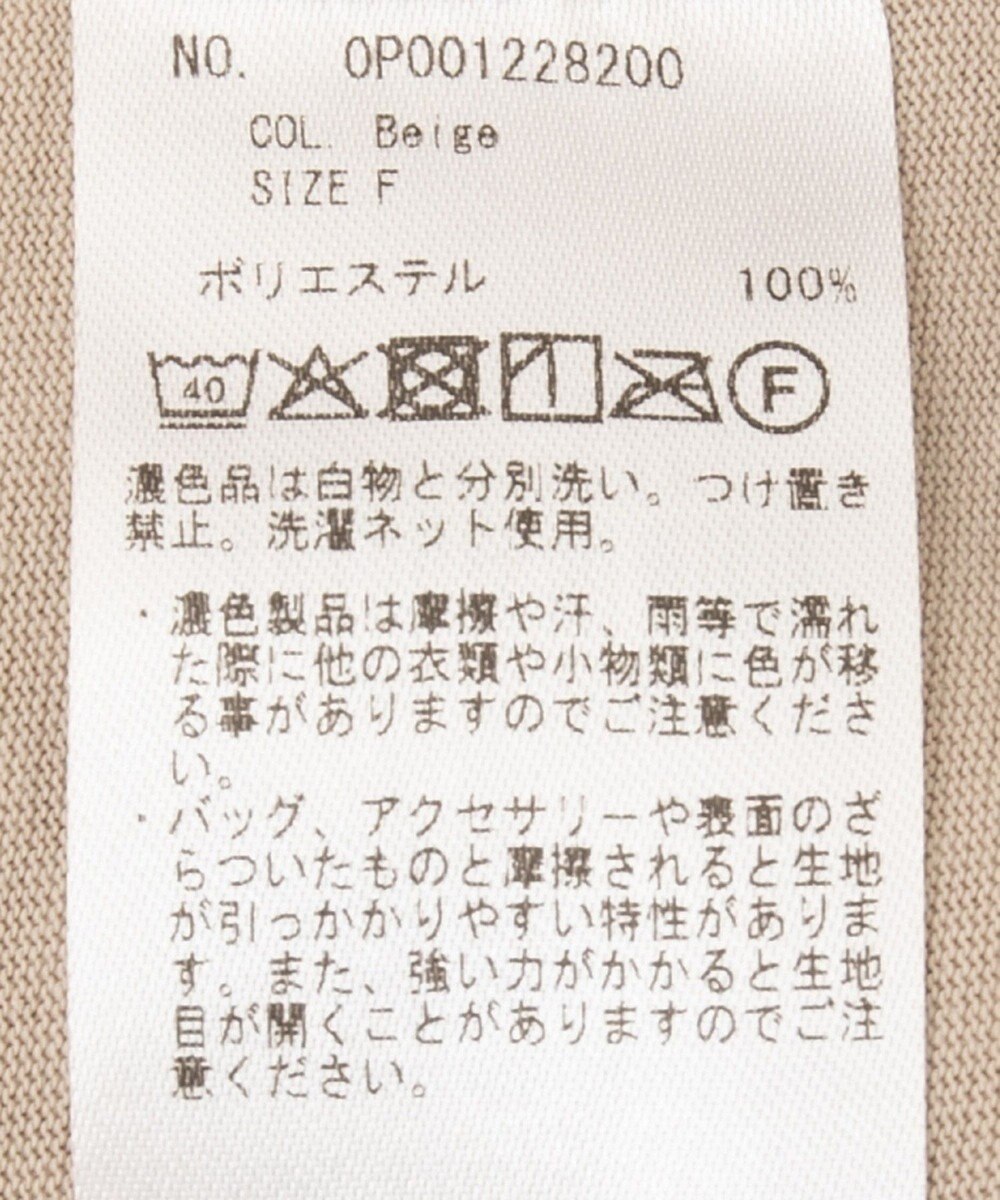 NO. 0P001228200
COL. Beige
SIZE F
ポリエステル 100%
40
F
濃色品は白物と分別洗い。つけ置き
禁止。洗濯ネット使用。
・濃色製品は摩擦や汗、雨等で濡れ
た際に他の衣類や小物類に色が移
る事がありますのでご注意くださ
い。
・バッグ、アクセサリーや表面のざ
らついたものと摩擦されると生地
が引っかかりやすい特性がありま
す。また、強い力がかかると生地
目が開くことがありますのでご注
意ください。